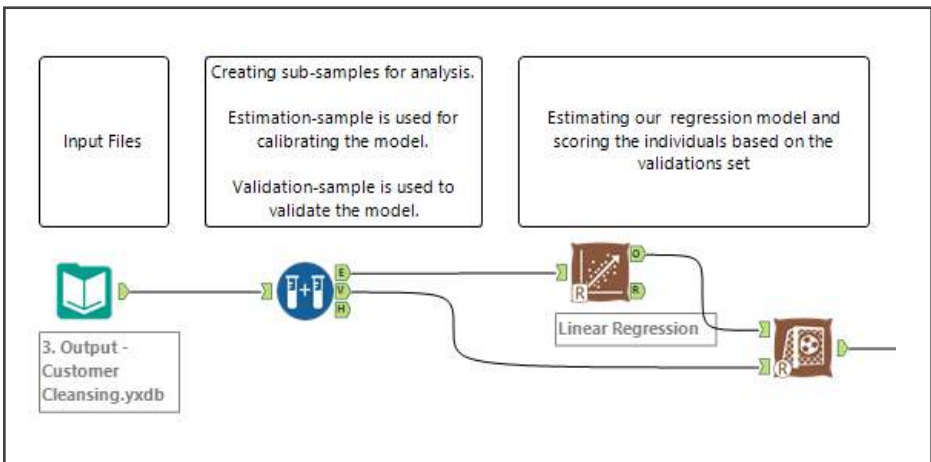 Input Files
Creating sub-samples for analysis.
Estimation-sample is used for
calibrating the model.
Validation-sample is used to
validate the model.
Estimating our regression model and
scoring the individuals based on the
validations set
E
V
H
O
R
R
Linear Regression
R
3. Output -
Customer
Cleansing.yxdb